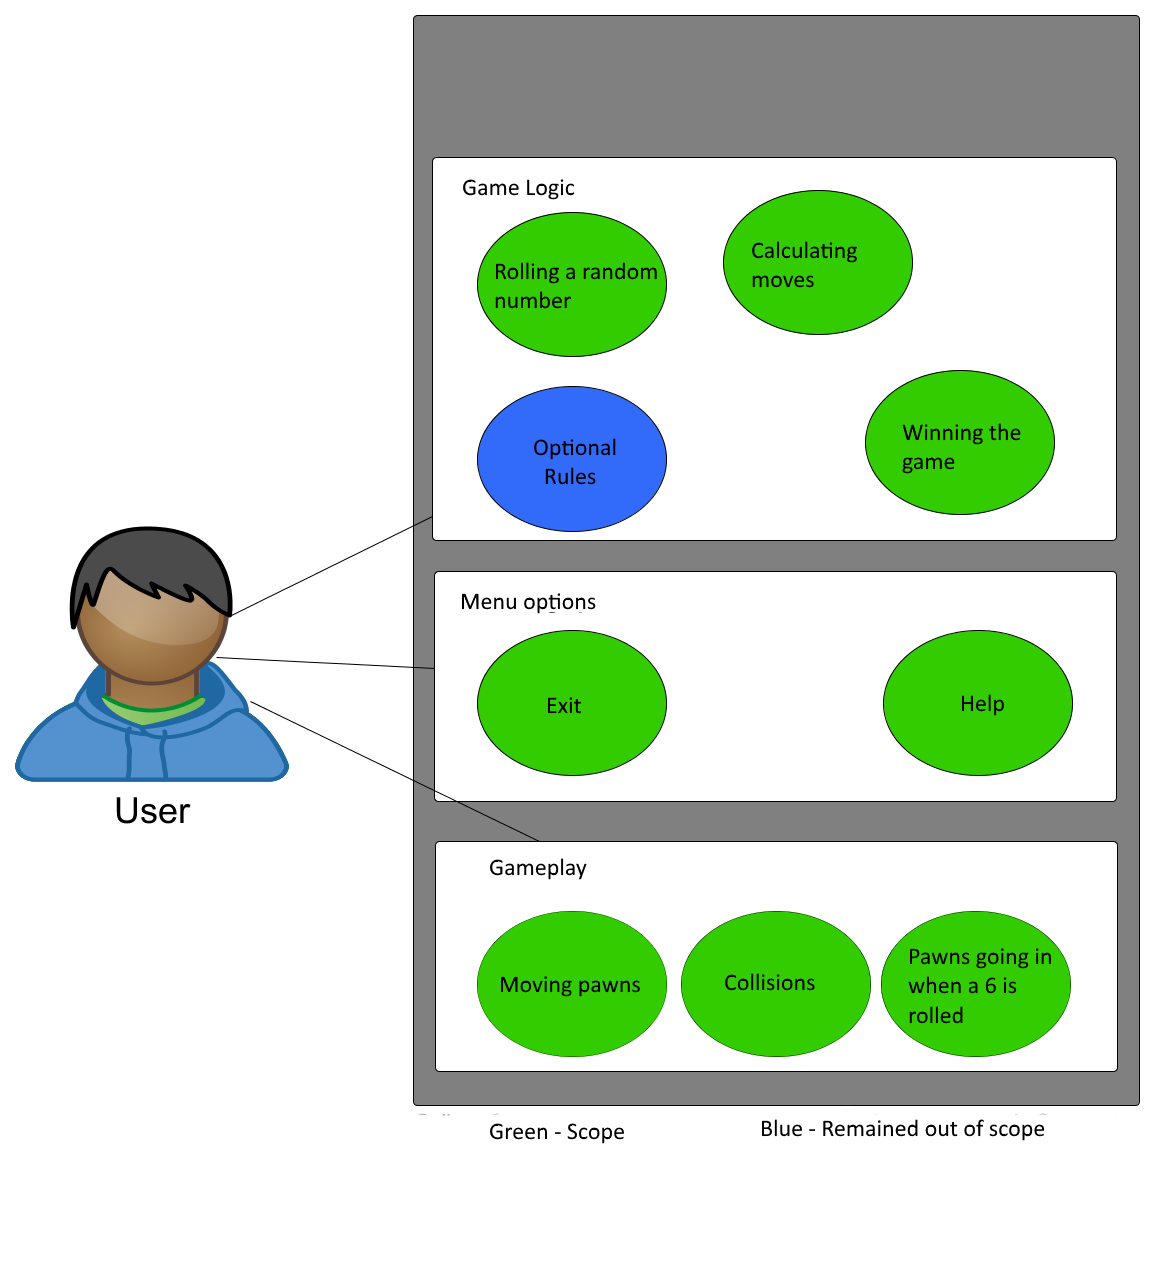 Game Logic
Rolling a random
number
Calculating
moves
Optional
Rules
Winning the
game
Menu options
Exit
Help
User
Gameplay
Moving pawns
Collisions
Pawns going in
when a 6 is
rolled
Green - Scope
Blue - Remained out of scope